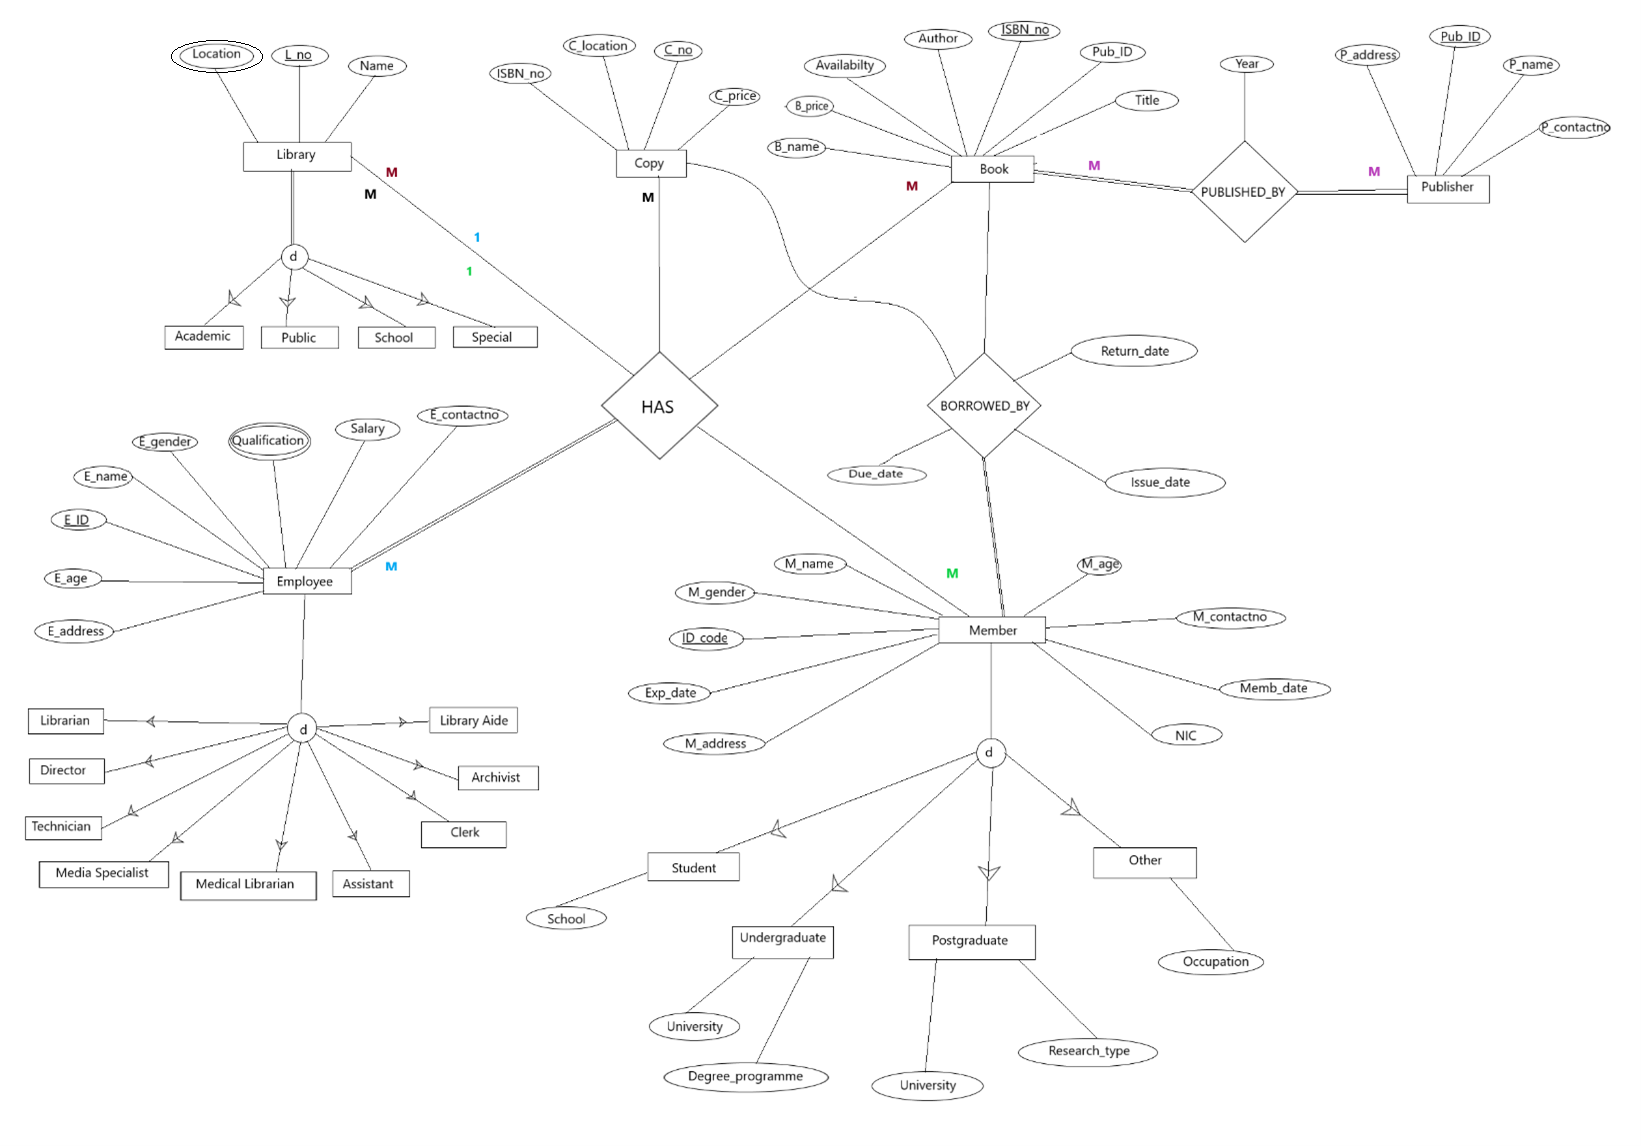 Location
L_no
Name
Library
d
Academic
Public
School
Special
ISBN_no
C_location
C_no
C_price
Copy
B_name
B_price
Availabilty
Author
ISBN_no
Pub_ID
Title
Book
Year
PUBLISHED_BY
P_address
Pub_ID
P_name
P_contactno
Publisher
M
M
1
1
M
M
M
M
HAS
BORROWED_BY
Return_date
Due_date
Issue_date
E_contactno
Salary
Qualification
E_gender
E_name
E_ID
E_age
E_address
Employee
M
d
Librarian
Director
Technician
Media Specialist
Medical Librarian
Assistant
Clerk
Archivist
Library Aide
M
M_name
M_gender
ID_code
Exp_date
M_address
Member
M_age
M_contactno
Memb_date
NIC
d
Student
School
Undergraduate
University
Degree_programme
Postgraduate
University
Research_type
Other
Occupation